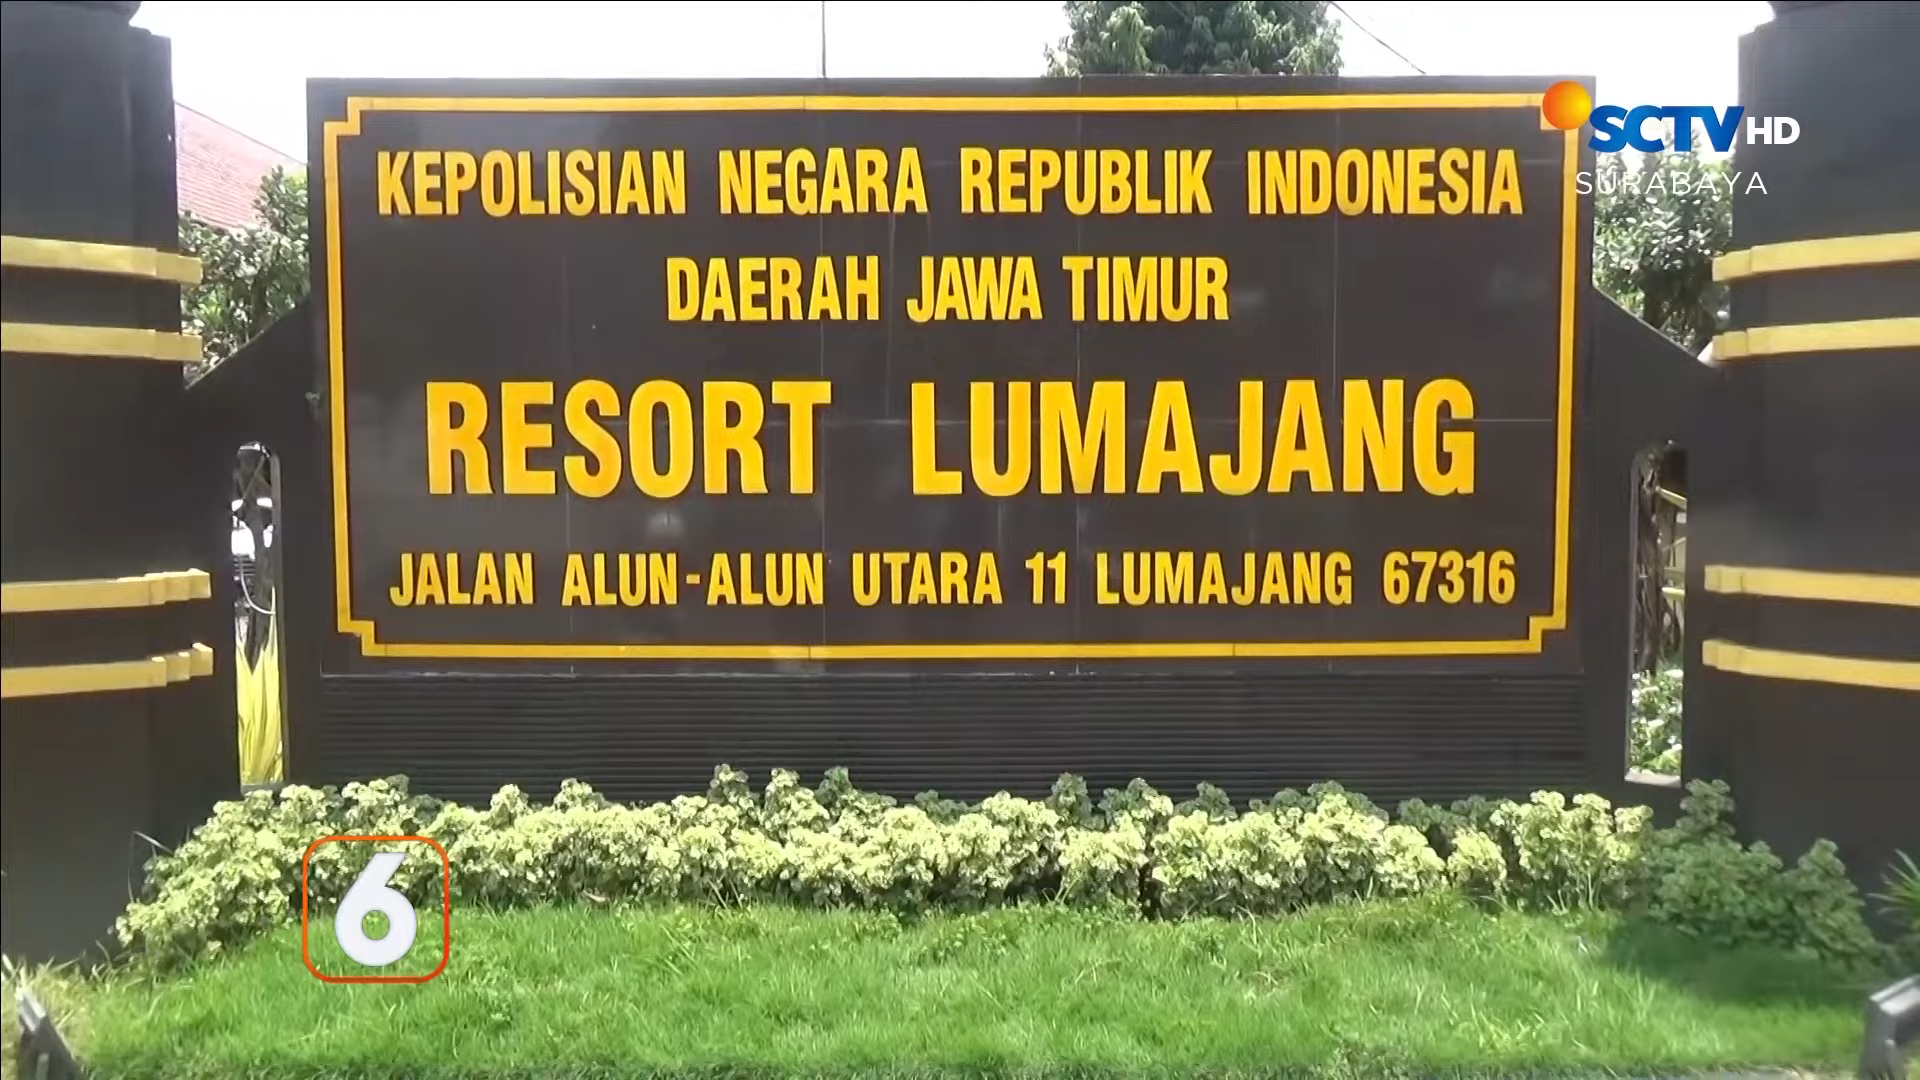 KEPOLISIAN NEGARA REPUBLIK INDONESIA
DAERAH JAWA TIMUR
RESORT LUMAJANG
JALAN ALUN-ALUN UTARA 11 LUMAJANG 67316
SCTV HD
SURABAYA
6